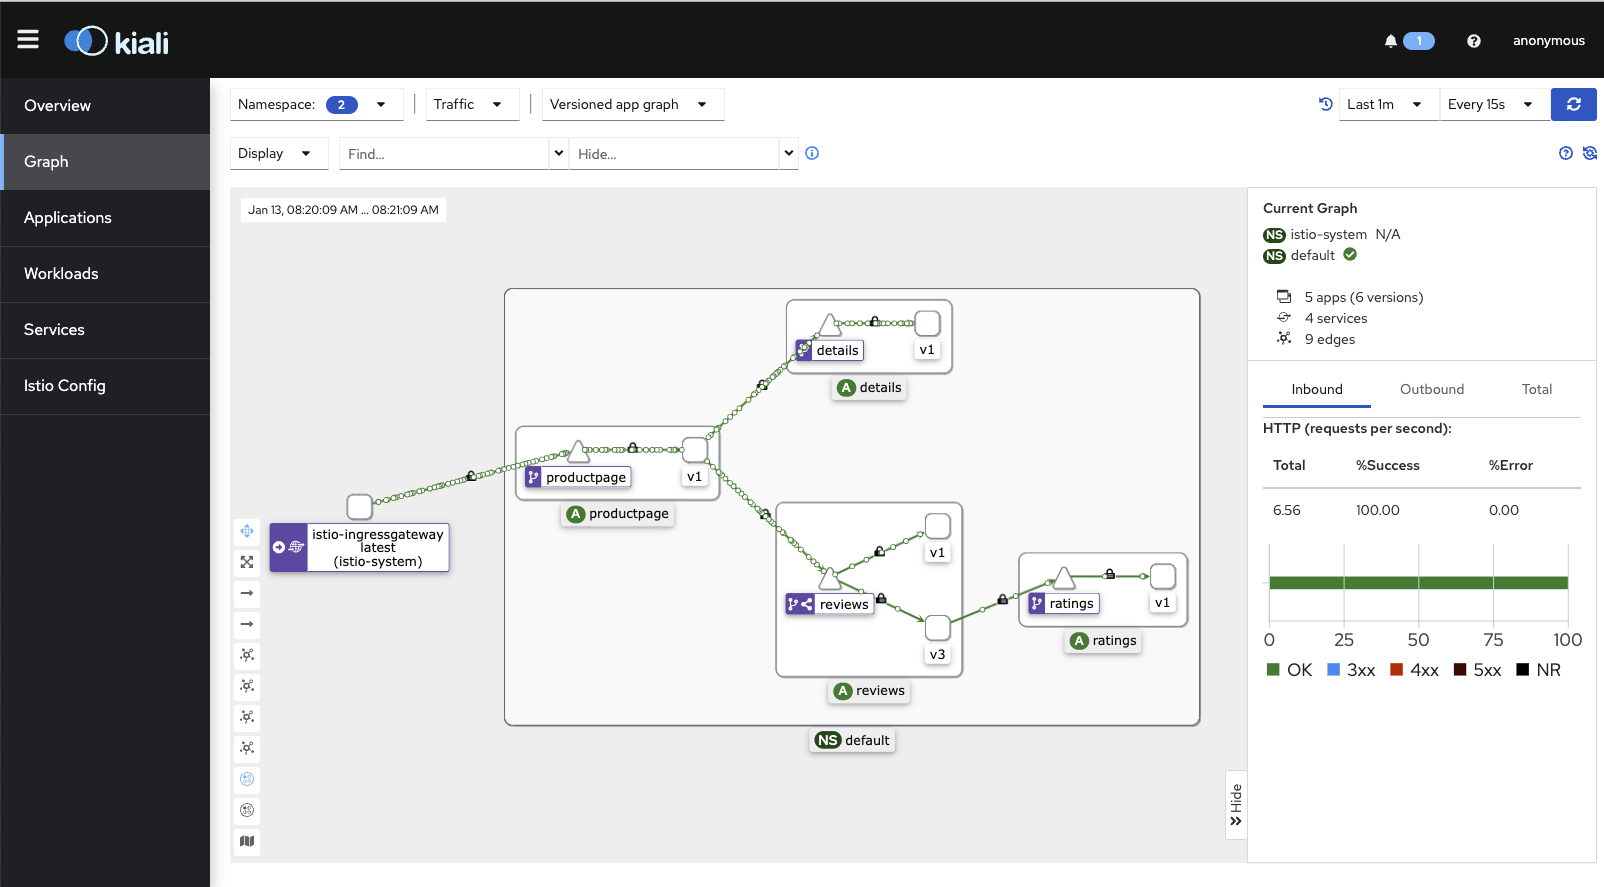 kiali
1
anonymous
Overview
Graph
Applications
Workloads
Services
Istio Config
Namespace: 2
Traffic
Versioned app graph
Last 1m
Every 15s
Display
Find...
Hide...
Jan 13, 08:20:09 AM ... 08:21:09 AM
details
v1
A details
productpage
v1
A productpage
istio-ingressgateway
latest
(istio-system)
v1
reviews
v3
A reviews
ratings
v1
A ratings
NS default
Hide
Current Graph
NS istio-system N/A
NS default
5 apps (6 versions)
4 services
9 edges
Inbound
Outbound
Total
HTTP (requests per second):
Total %Success %Error
6.56 100.00 0.00
0 25 50 75 100
OK 3xx 4xx 5xx NR